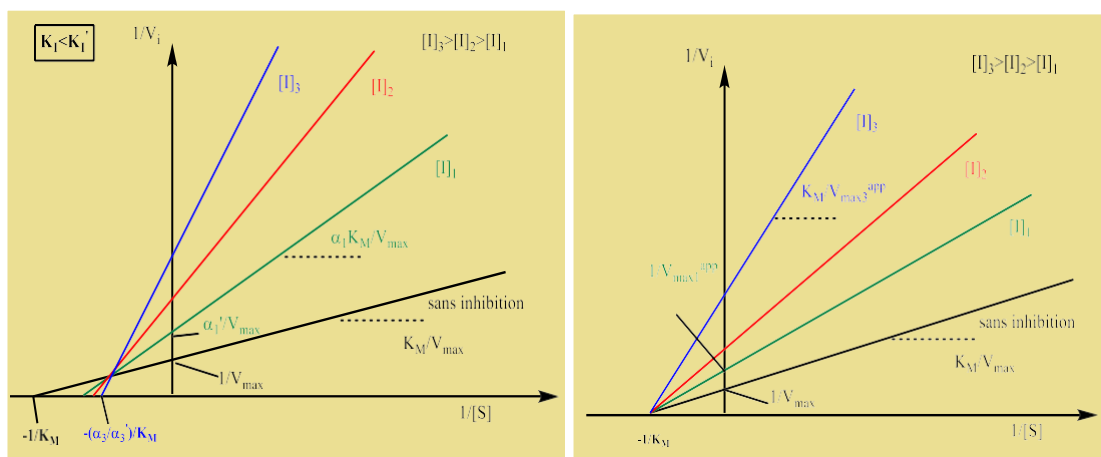 K_I<K_I'
1/V_i
[I]_3>[I]_2>[I]_1
[I]_3
[I]_2
[I]_1
α_1K_M/V_max
sans inhibition
α_1'/V_max
K_M/V_max
1/V_max
1/[S]
-1/K_M
-(α_3/α_3')/K_M
1/V_i
[I]_3>[I]_2>[I]_1
[I]_3
[I]_2
K_M/V_max3^app
[I]_1
1/V_max1^app
sans inhibition
K_M/V_max
1/V_max
1/[S]
-1/K_M